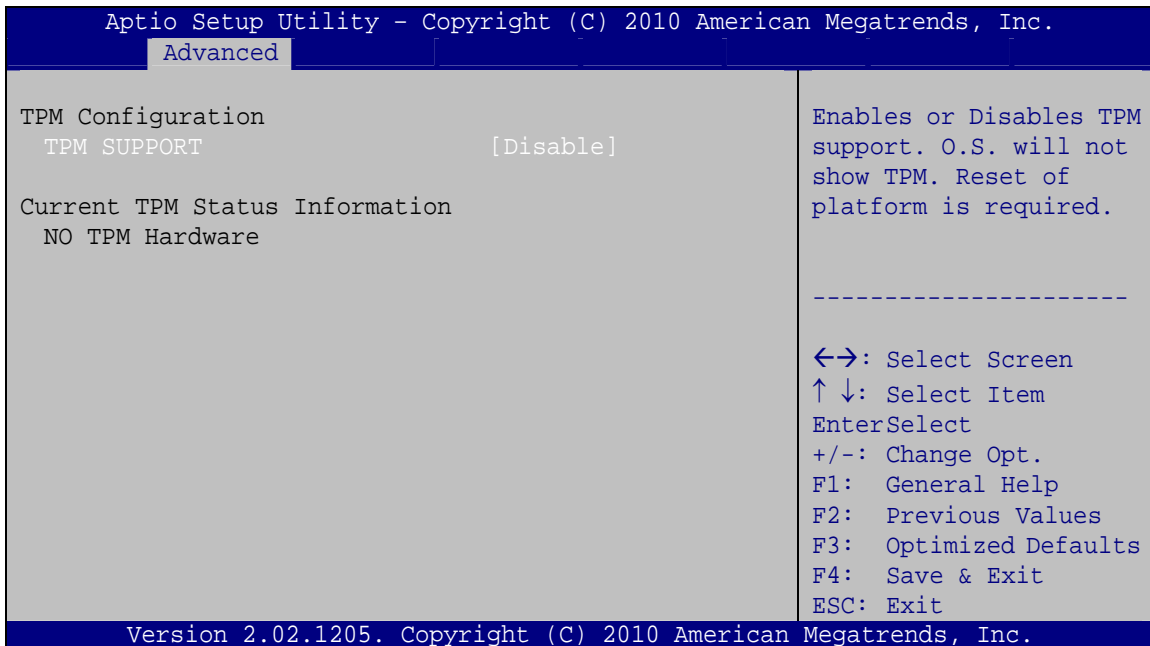 Aptio Setup Utility – Copyright (C) 2010 American Megatrends, Inc.
Advanced
TPM Configuration
TPM SUPPORT [Disable]
Current TPM Status Information
NO TPM Hardware
Enables or Disables TPM
support. O.S. will not
show TPM. Reset of
platform is required.
----------------------
←→: Select Screen
↑ ↓: Select Item
EnterSelect
+/-: Change Opt.
F1: General Help
F2: Previous Values
F3: Optimized Defaults
F4: Save & Exit
ESC: Exit
Version 2.02.1205. Copyright (C) 2010 American Megatrends, Inc.